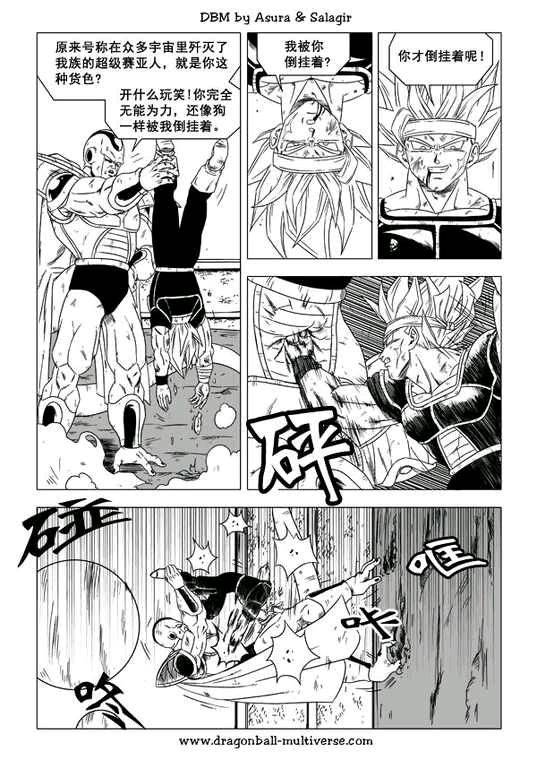 DBM by Asura & Salagir
原来号称在众多宇宙里歼灭了
我族的超级赛亚人，就是你这
种货色？
开什么玩笑！你完全
无能为力，还像狗
一样被我倒挂着。
我被你
倒挂着？
你才倒挂着呢！
砰
碰
哐
咔
咚
www.dragonball-multiverse.com